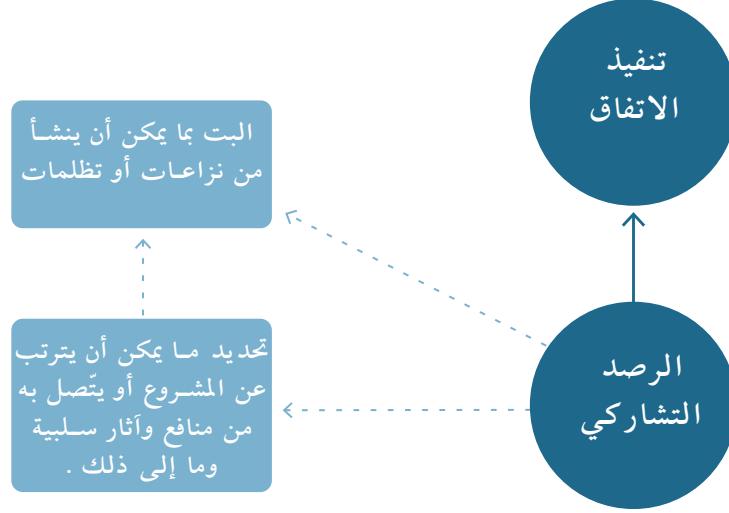 تنفيذ
الاتفاق
البت بما يمكن أن ينشأ
من نزاعات أو تظلمات
الرصد
التشاركي
تحديد ما يمكن أن يترتب
عن المشروع أو يتّصل به
من منافع وآثار سلبية
وما إلى ذلك .